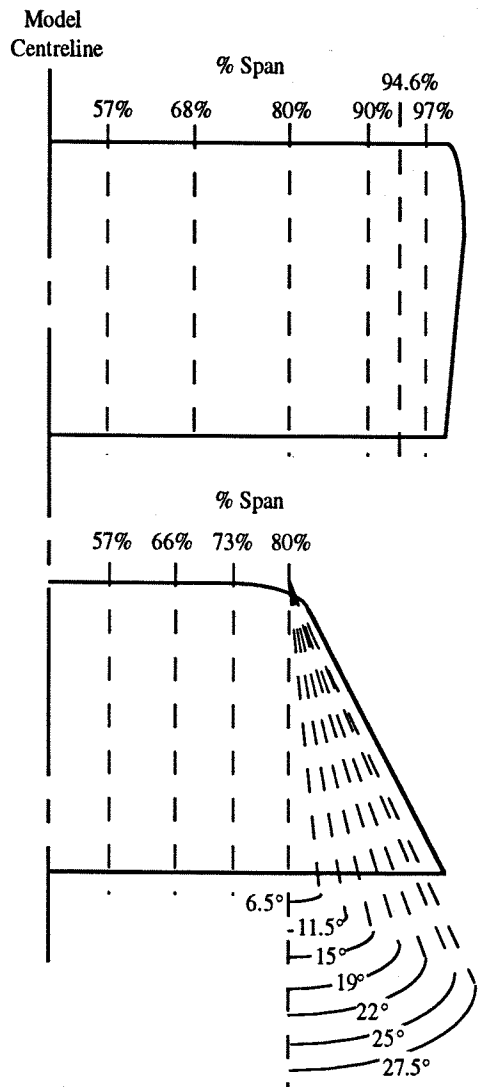 Model
Centreline
% Span
94.6%
57% 68% 80% 90% 97%
% Span
57% 66% 73% 80%
6.5°
11.5°
15°
19°
22°
25°
27.5°